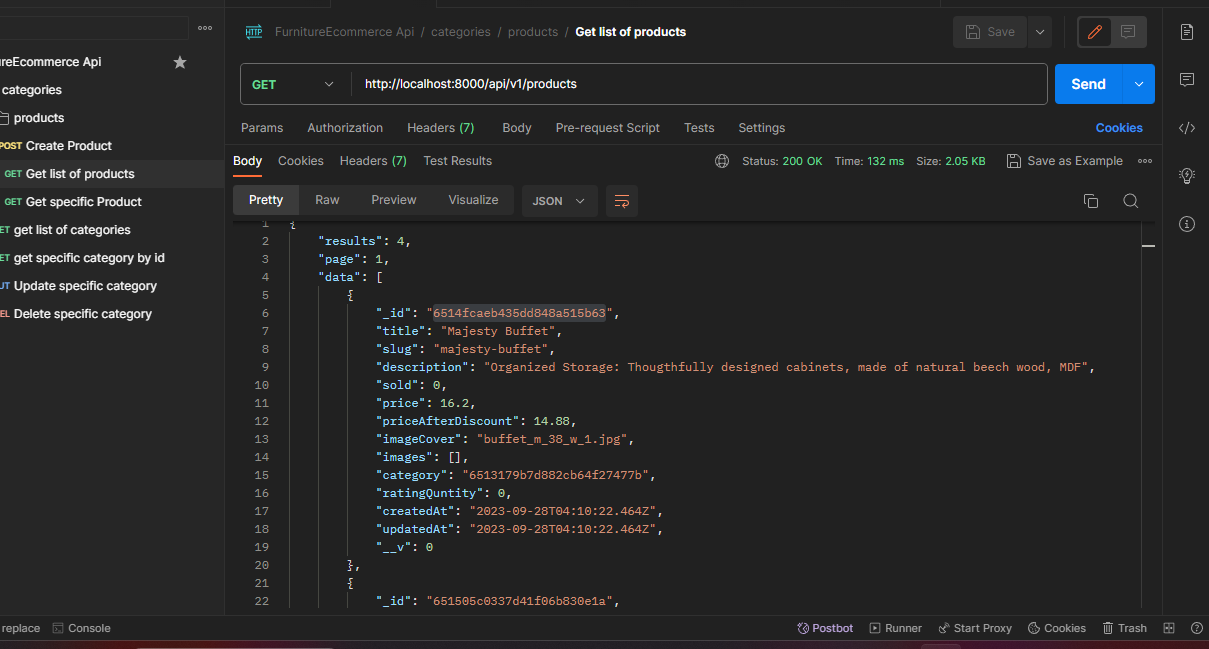 FurnitureEcommerce Api / categories / products / Get list of products
Save
reEcommerce Api
categories
products
POST Create Product
GET Get list of products
GET Get specific Product
ET get list of categories
ET get specific category by id
UT Update specific category
EL Delete specific category
GET http://localhost:8000/api/v1/products
Send
Params Authorization Headers (7) Body Pre-request Script Tests Settings Cookies
Body Cookies Headers (7) Test Results Status: 200 OK Time: 132 ms Size: 2.05 KB Save as Example
Pretty Raw Preview Visualize JSON
1 {
2 "results": 4,
3 "page": 1,
4 "data": [
5 {
6 "_id": "6514fcaeb435dd848a515b63",
7 "title": "Majesty Buffet",
8 "slug": "majesty-buffet",
9 "description": "Organized Storage: Thougthfully designed cabinets, made of natural beech wood, MDF",
10 "sold": 0,
11 "price": 16.2,
12 "priceAfterDiscount": 14.88,
13 "imageCover": "buffet_m_38_w_1.jpg",
14 "images": [],
15 "category": "6513179b7d882cb64f27477b",
16 "ratingQuntity": 0,
17 "createdAt": "2023-09-28T04:10:22.464Z",
18 "updatedAt": "2023-09-28T04:10:22.464Z",
19 "__v": 0
20 },
21 {
22 "_id": "651505c0337d41f06b830e1a",
replace Console Postbot Runner Start Proxy Cookies Trash